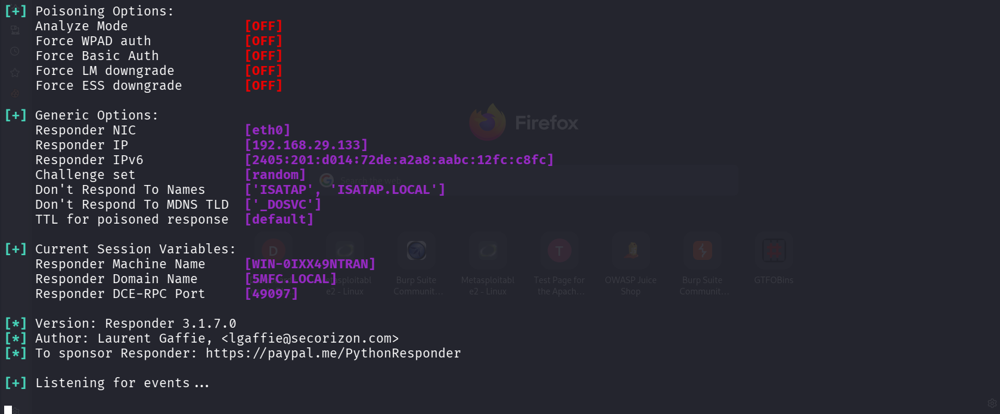 [+] Poisoning Options:
Analyze Mode [OFF]
Force WPAD auth [OFF]
Force Basic Auth [OFF]
Force LM downgrade [OFF]
Force ESS downgrade [OFF]
[+] Generic Options:
Responder NIC [eth0]
Responder IP [192.168.29.133]
Responder IPv6 [2405:201:d014:72de:a2a8:aabc:12fc:c8fc]
Challenge set [random]
Don't Respond To Names ['ISATAP', 'ISATAP.LOCAL']
Don't Respond To MDNS TLD ['_DOSVC']
TTL for poisoned response [default]
[+] Current Session Variables:
Responder Machine Name [WIN-0IXX49NTRAN]
Responder Domain Name [5MFC.LOCAL]
Responder DCE-RPC Port [49097]
[*] Version: Responder 3.1.7.0
[*] Author: Laurent Gaffie, <lgaffie@secorizon.com>
[*] To sponsor Responder: https://paypal.me/PythonResponder
[+] Listening for events...
Firefox
Search the web
D
T
e2 - Linux
Burp Suite
Communit...
Metasploitabl
e2 - Linux
Test Page for
the Apach...
OWASP Juice
Shop
Burp Suite
Communit...
GTFOBins